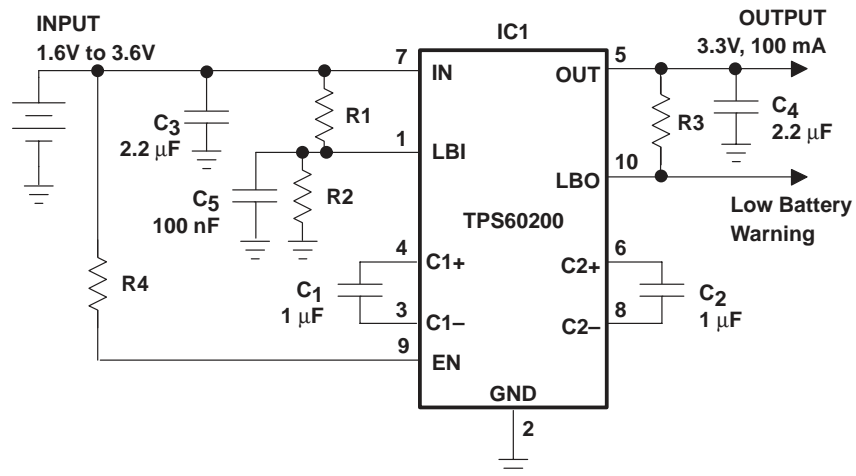 INPUT
1.6V to 3.6V
IC1
OUTPUT
3.3V, 100 mA
7
IN
OUT
5
C3
2.2 µF
R1
R3
C4
2.2 µF
1
LBI
10
LBO
C5
100 nF
R2
TPS60200
Low Battery
Warning
R4
4
C1+
C1
1 µF
3
C1–
C2+
6
C2
1 µF
C2–
8
9
EN
GND
2